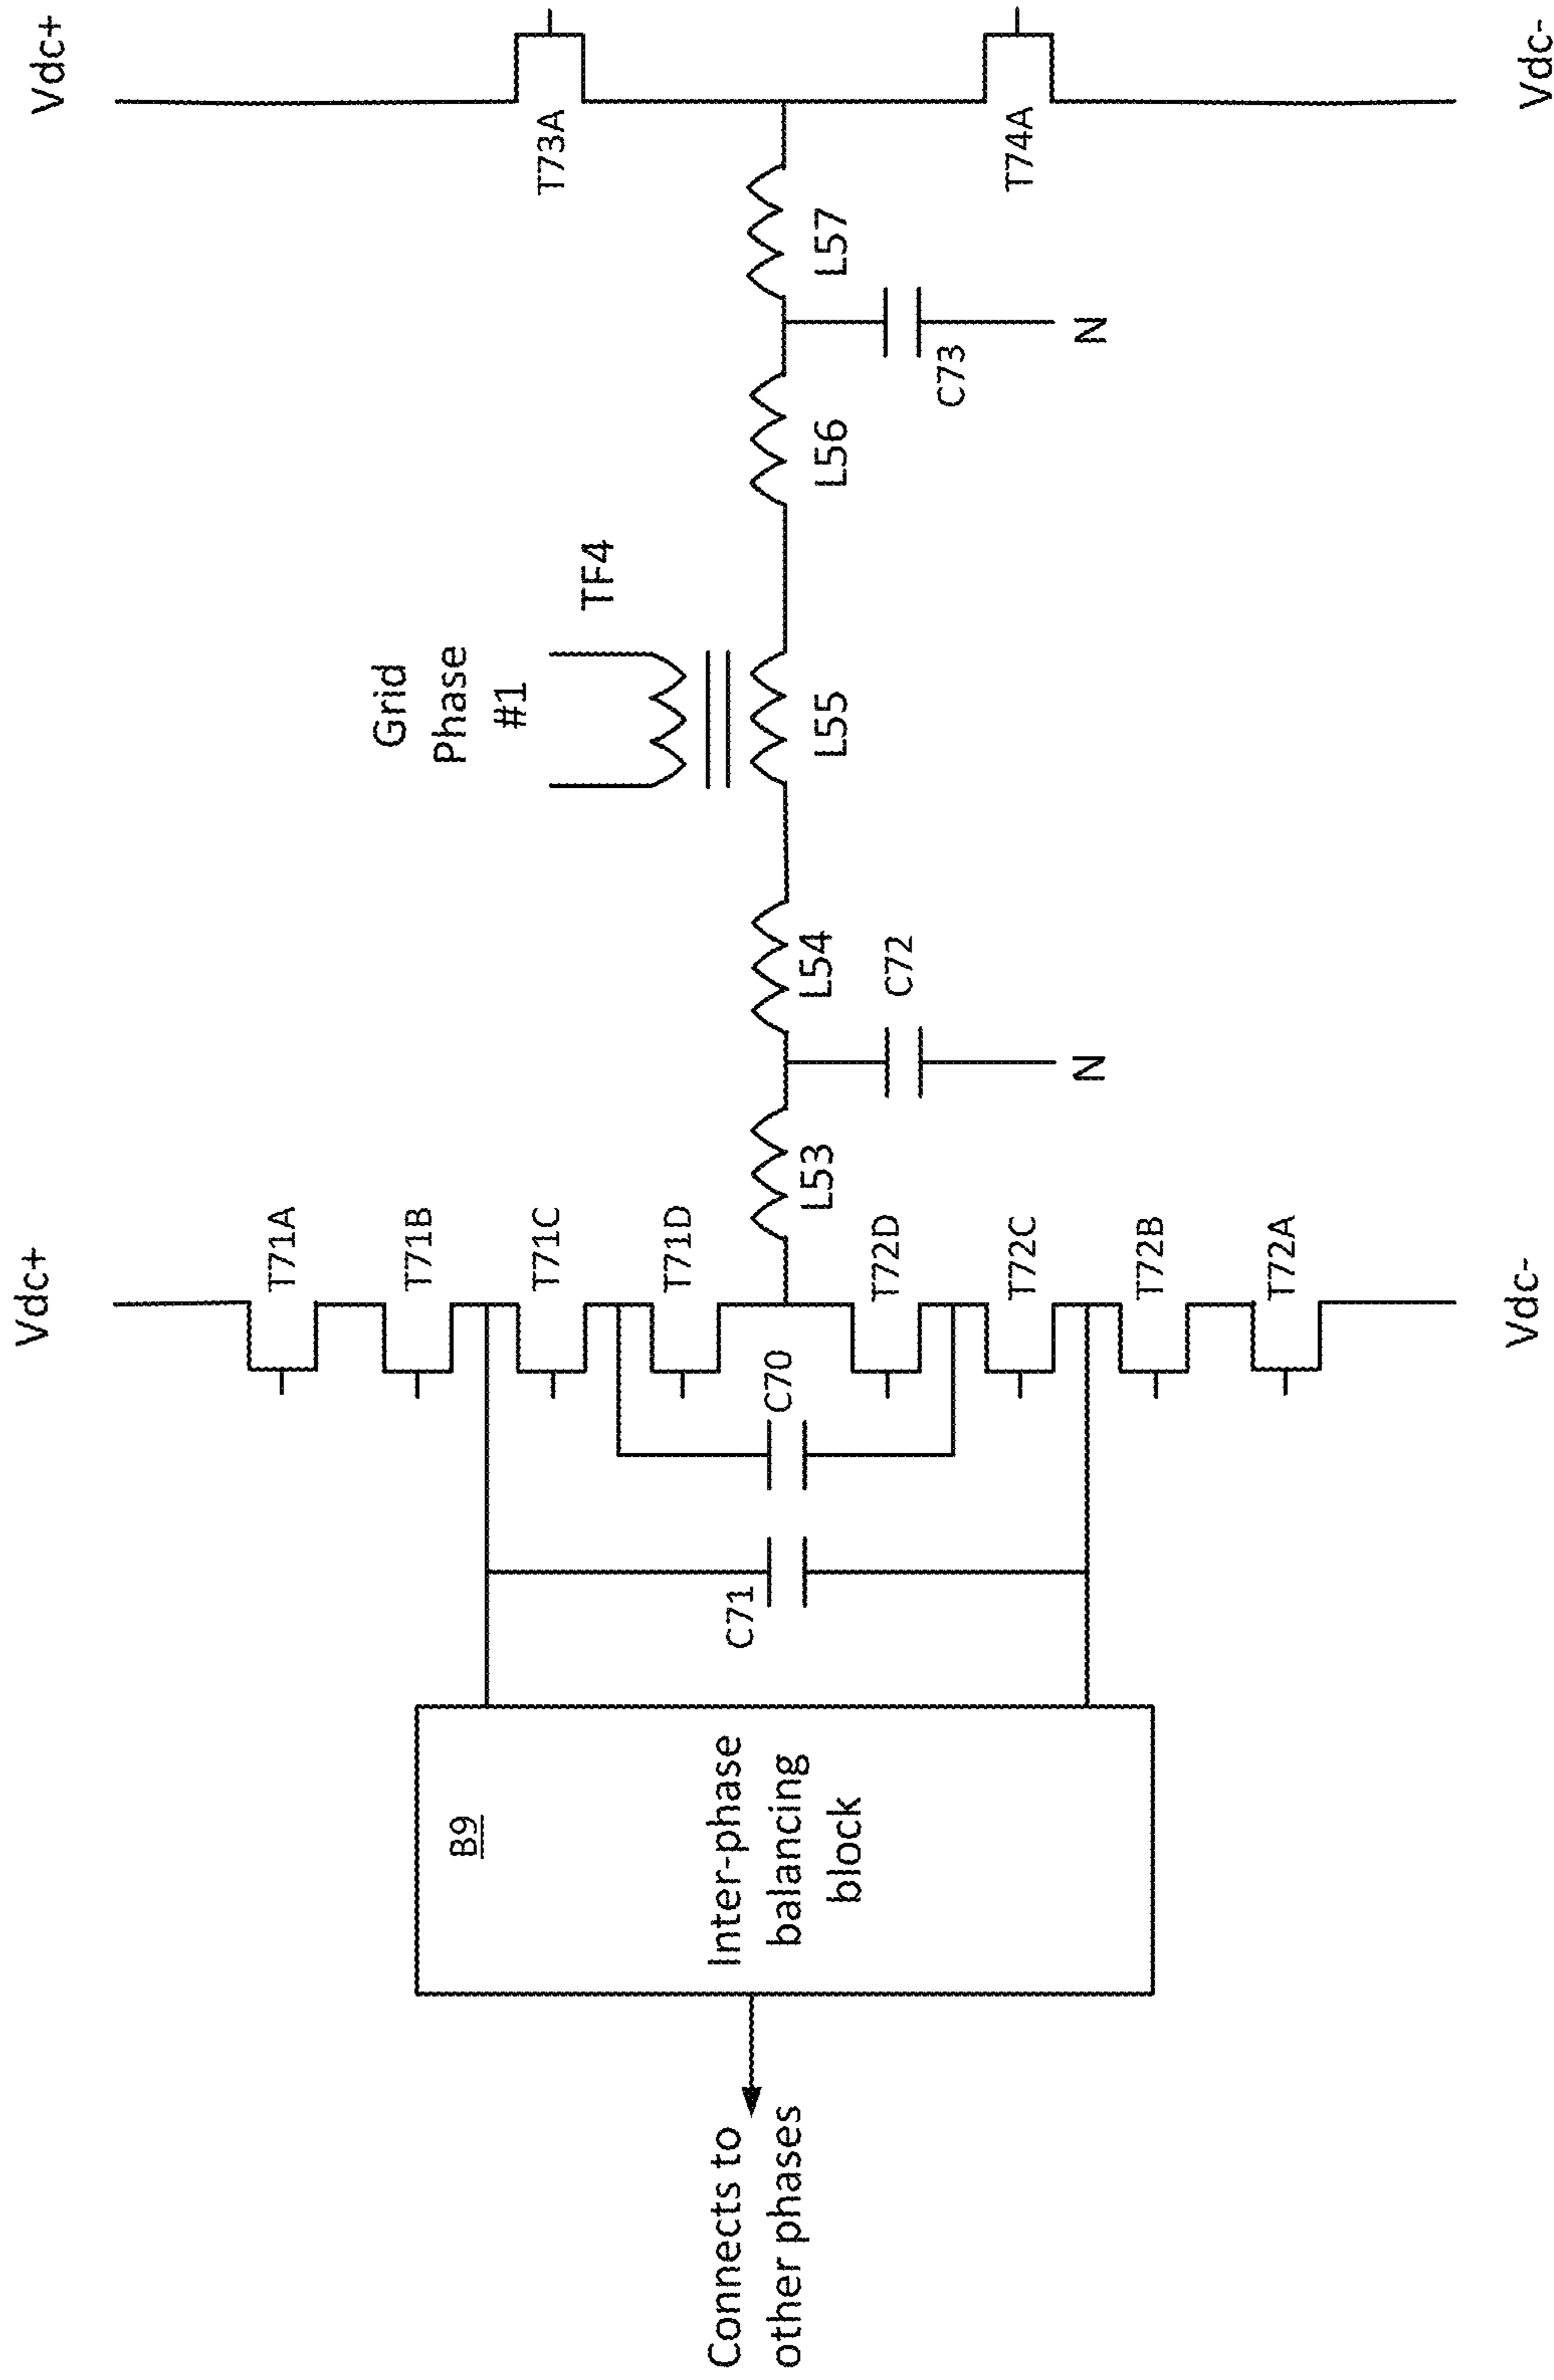 Vdc+
Vdc+
T71A
T71B
T71C
T71D
T72D
T72C
T72B
T72A
Vdc-
C70
C71
B9
Inter-phase
balancing
block
Connects to
other phases
L53
C72
N
L54
Grid
Phase
#1
TF4
L55
L56
C73
N
L57
T73A
T74A
Vdc-